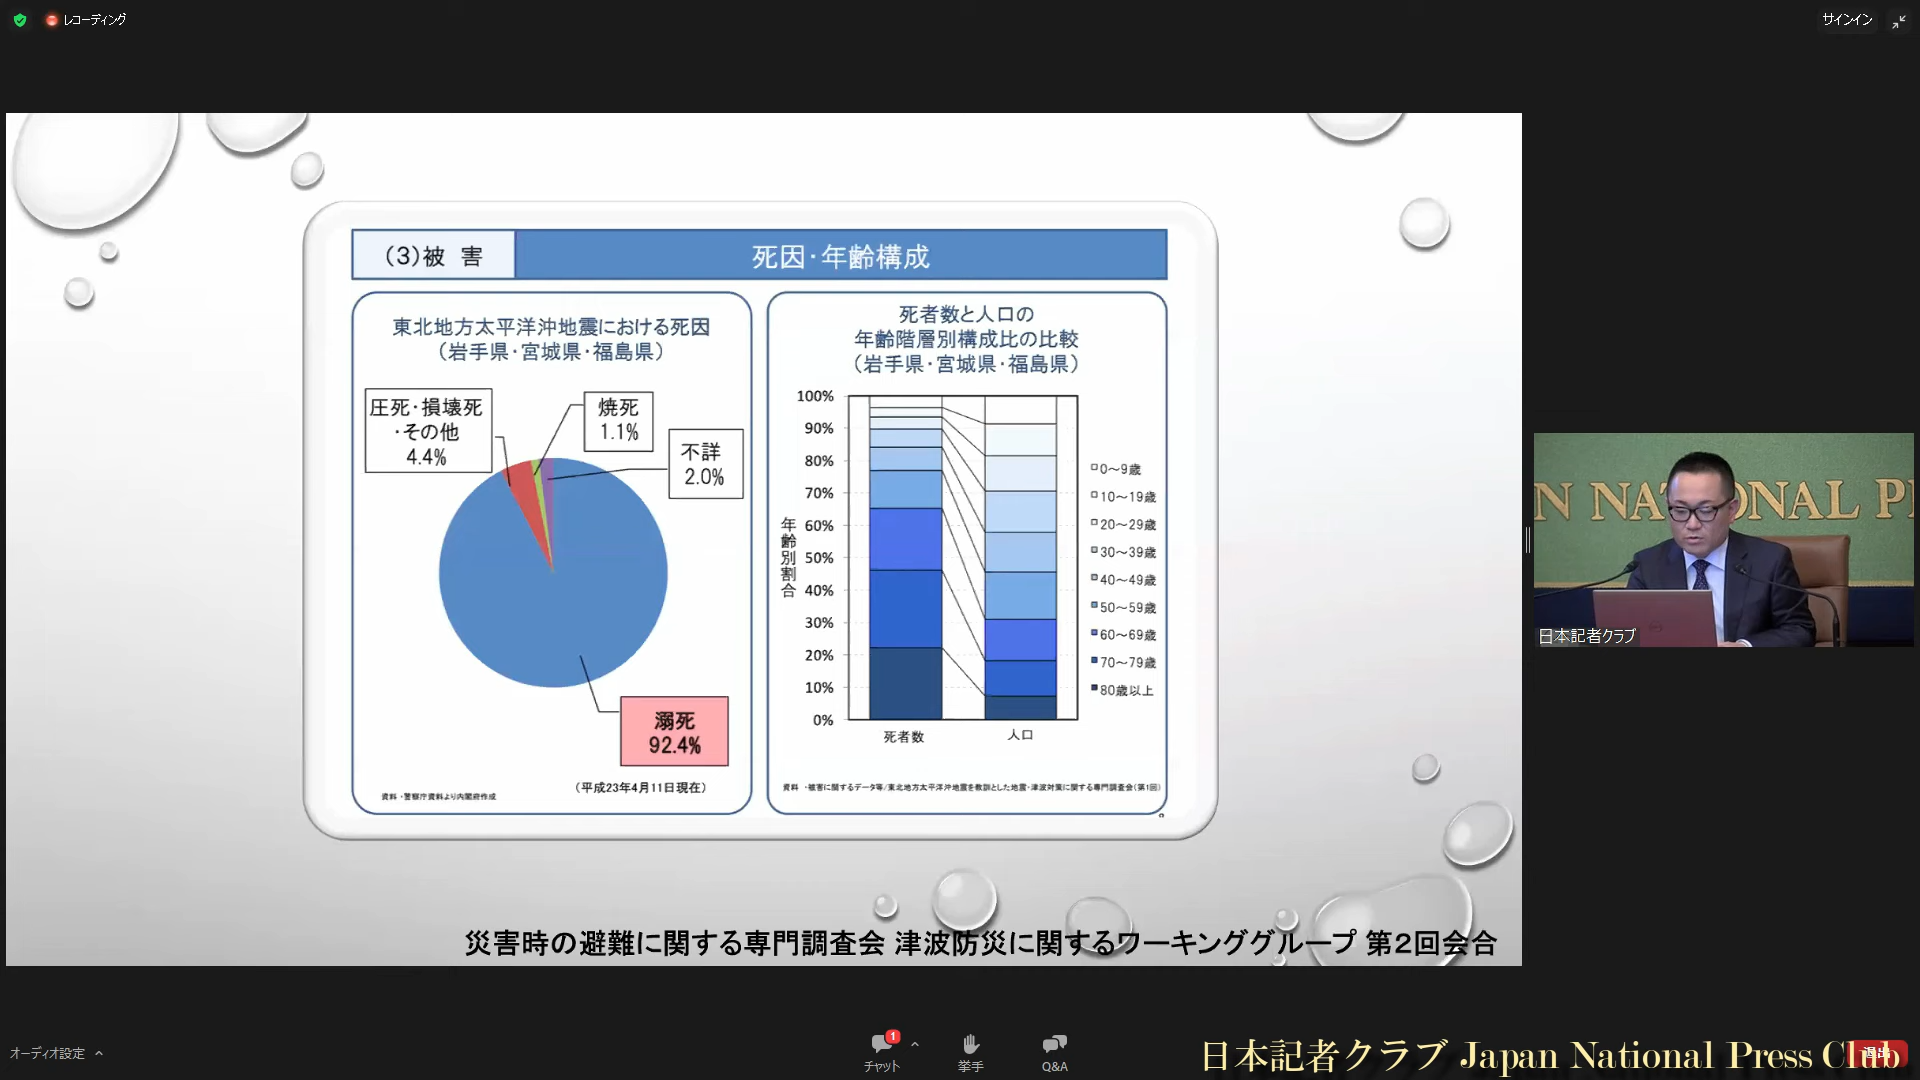 レコーディング
サインイン
(3)被 害
死因・年齢構成
東北地方太平洋沖地震における死因
(岩手県・宮城県・福島県)
圧死・損壊死
・その他
4.4%
焼死
1.1%
不詳
2.0%
溺死
92.4%
(平成23年4月11日現在)
資料・警察庁資料より内閣府作成
死者数と人口の
年齢階層別構成比の比較
(岩手県・宮城県・福島県)
年齢別割合
100%
90%
80%
70%
60%
50%
40%
30%
20%
10%
0%
死者数
人口
0~9歳
10~19歳
20~29歳
30~39歳
40~49歳
50~59歳
60~69歳
70~79歳
80歳以上
資料・被害に関するデータ等/東北地方太平洋沖地震を教訓とした地震・津波対策に関する専門調査会(第1回)
災害時の避難に関する専門調査会 津波防災に関するワーキンググループ 第2回会合
N NATIONAL P
日本記者クラブ
オーディオ設定
1
チャット
挙手
Q&A
日本記者クラブ Japan National Press Club
退出